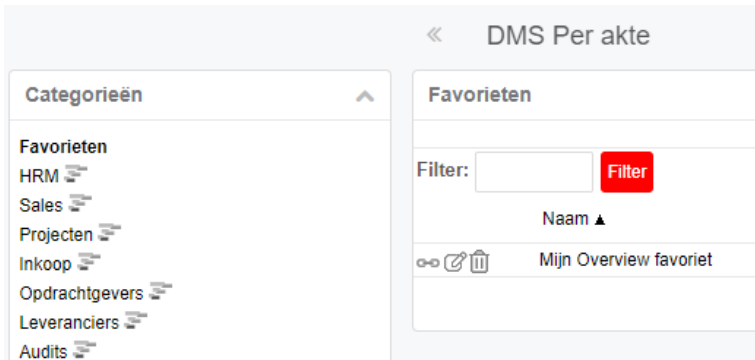 DMS Per akte
Categorieën
Favorieten
HRM
Sales
Projecten
Inkoop
Opdrachtgevers
Leveranciers
Audits
Favorieten
Filter: Filter
Naam ▲
Mijn Overview favoriet